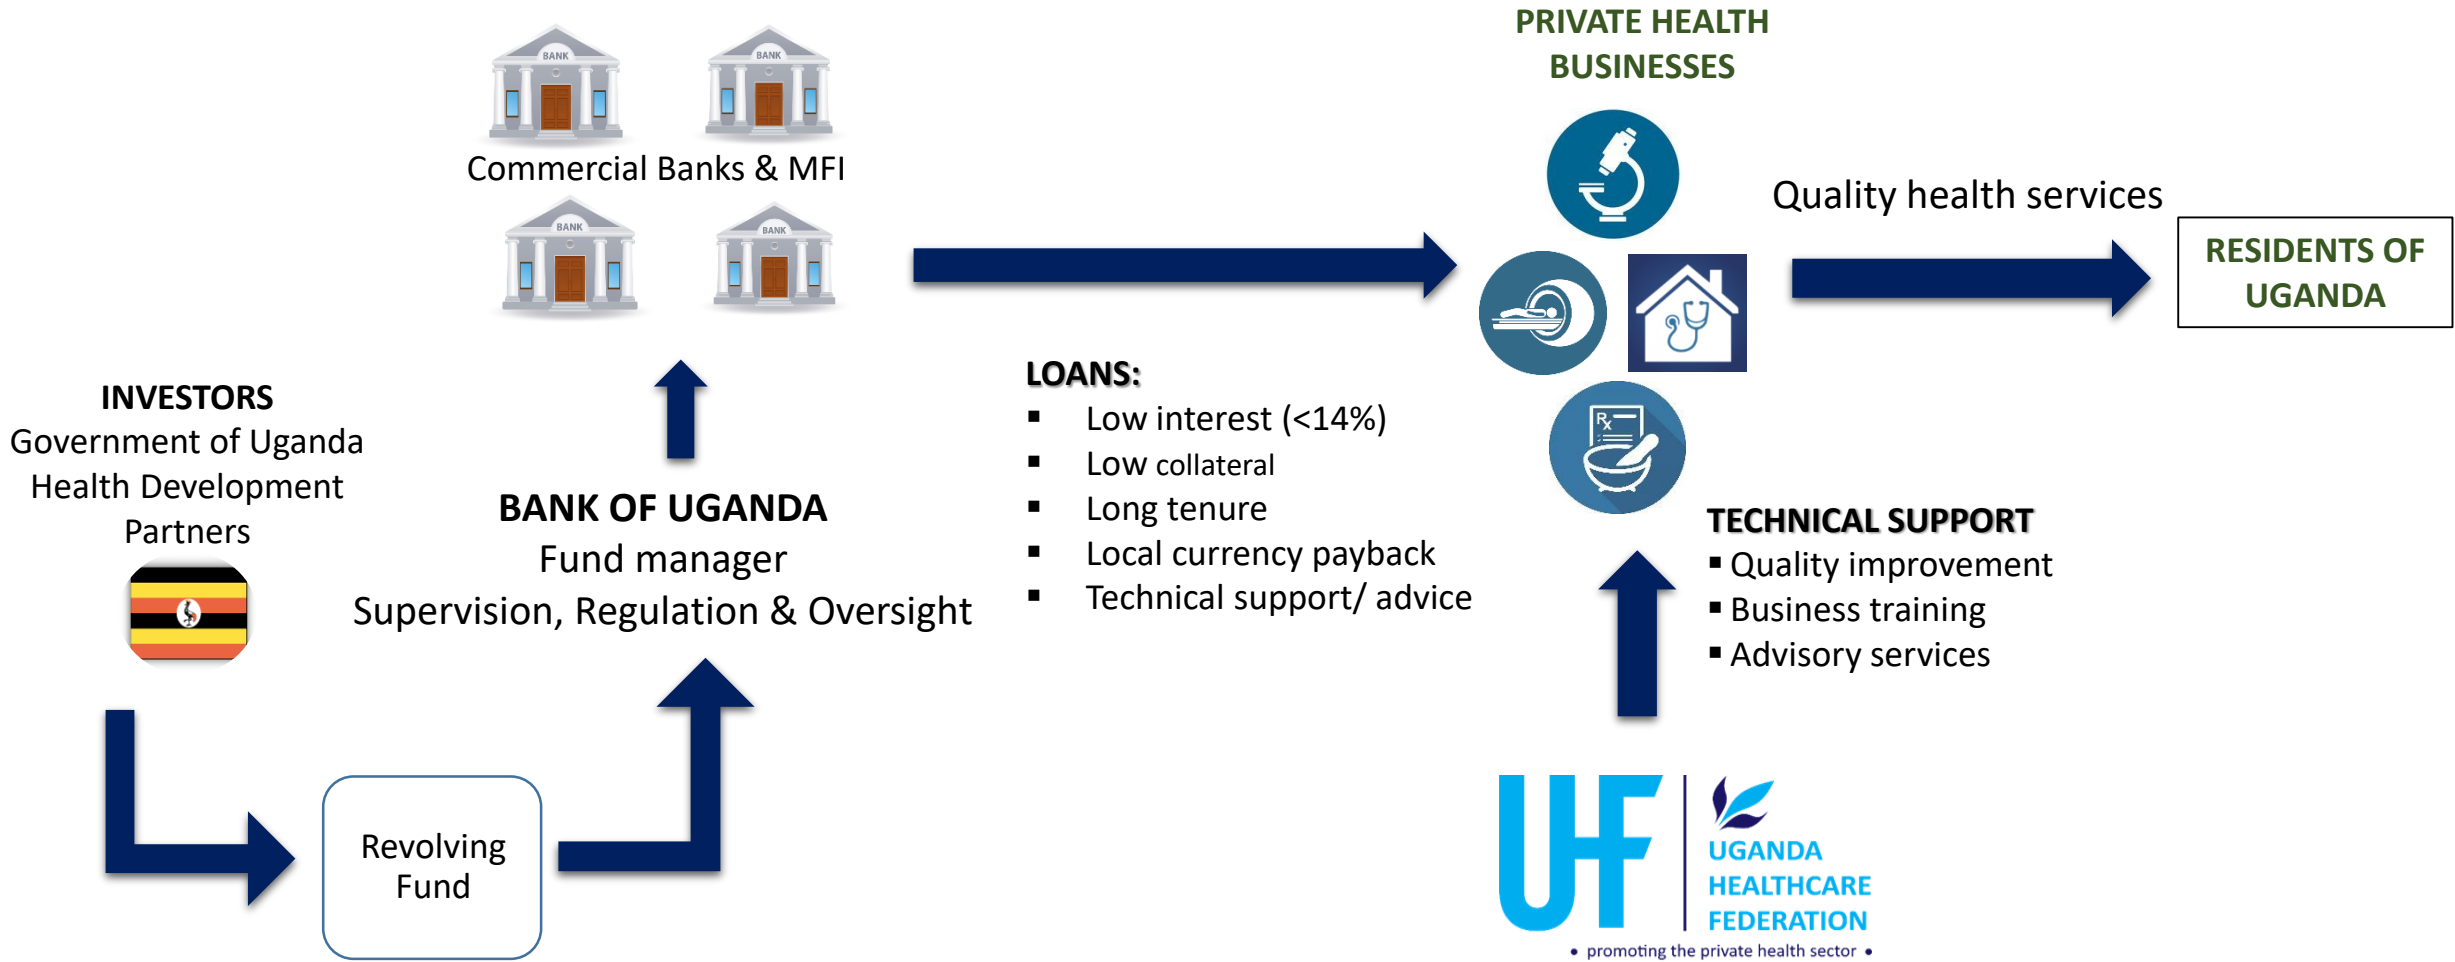 BANK
BANK
Commercial Banks & MFI
BANK
BANK
INVESTORS
Government of Uganda
Health Development
Partners
BANK OF UGANDA
Fund manager
Supervision, Regulation & Oversight
Revolving
Fund
LOANS:
▪ Low interest (<14%)
▪ Low collateral
▪ Long tenure
▪ Local currency payback
▪ Technical support/ advice
PRIVATE HEALTH
BUSINESSES
Rx
Quality health services
RESIDENTS OF
UGANDA
TECHNICAL SUPPORT
▪ Quality improvement
▪ Business training
▪ Advisory services
UHF
UGANDA
HEALTHCARE
FEDERATION
• promoting the private health sector •